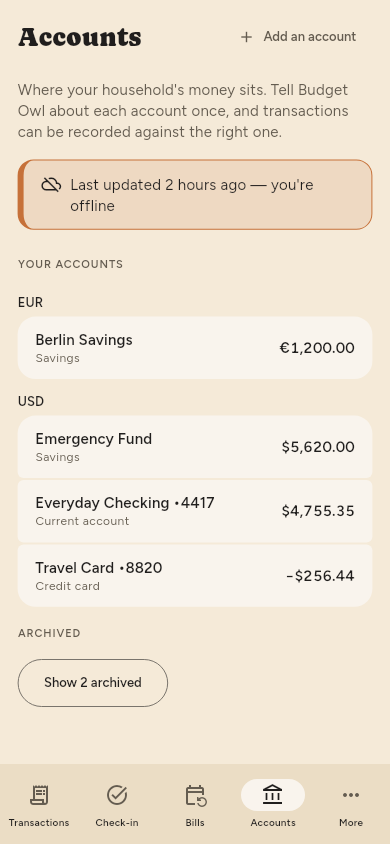 Accounts
Add an account
Where your household's money sits. Tell Budget
Owl about each account once, and transactions
can be recorded against the right one.
Last updated 2 hours ago — you're
offline
YOUR ACCOUNTS
EUR
Berlin Savings
Savings
€1,200.00
USD
Emergency Fund
Savings
$5,620.00
Everyday Checking •4417
Current account
$4,755.35
Travel Card •8820
Credit card
−$256.44
ARCHIVED
Show 2 archived
Transactions
Check-in
Bills
Accounts
More